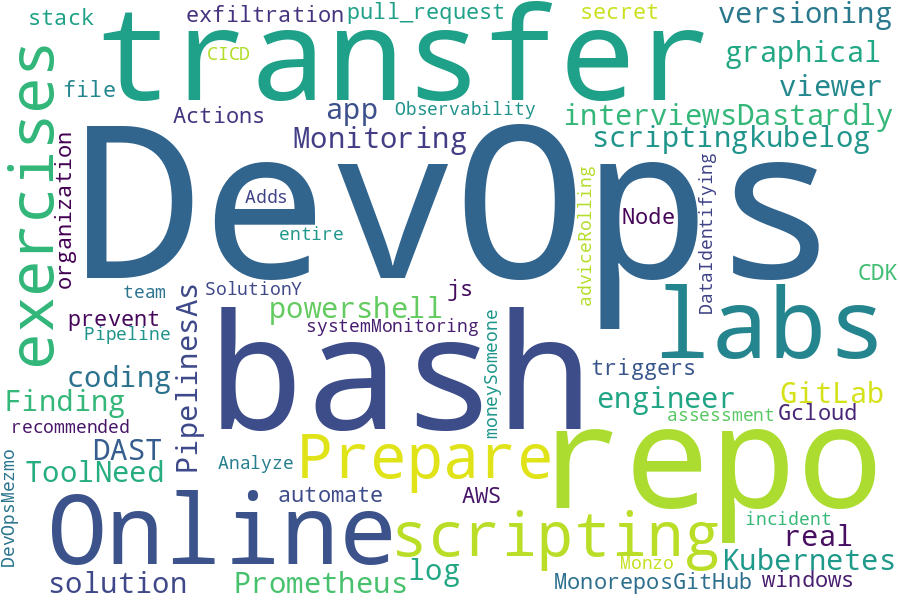 stack
exfiltration
pull_request
secret
versioning
transfer
CICD
graphical
file
viewer
Actions
app
Observability
interviewsDastardly
exercises
organization
Monitoring
scriptingkubelog
DevOps
Adds
entire
adviceRolling
Node
DataIdentifying
CDK
team
SolutionY
js
powershell
labs
prevent
systemMonitoring
Pipeline
PipelinesAs
bash
moneySomeone
triggers
coding
Finding
engineer
GitLab
recommended
assessment
Gcloud
DAST
Prepare
repo
ToolNeed
Analyze
DevOpsMezmo
Online
automate
AWS
scripting
incident
real
solution
Prometheus
log
Monzo
Kubernetes
MonoreposGitHub
windows